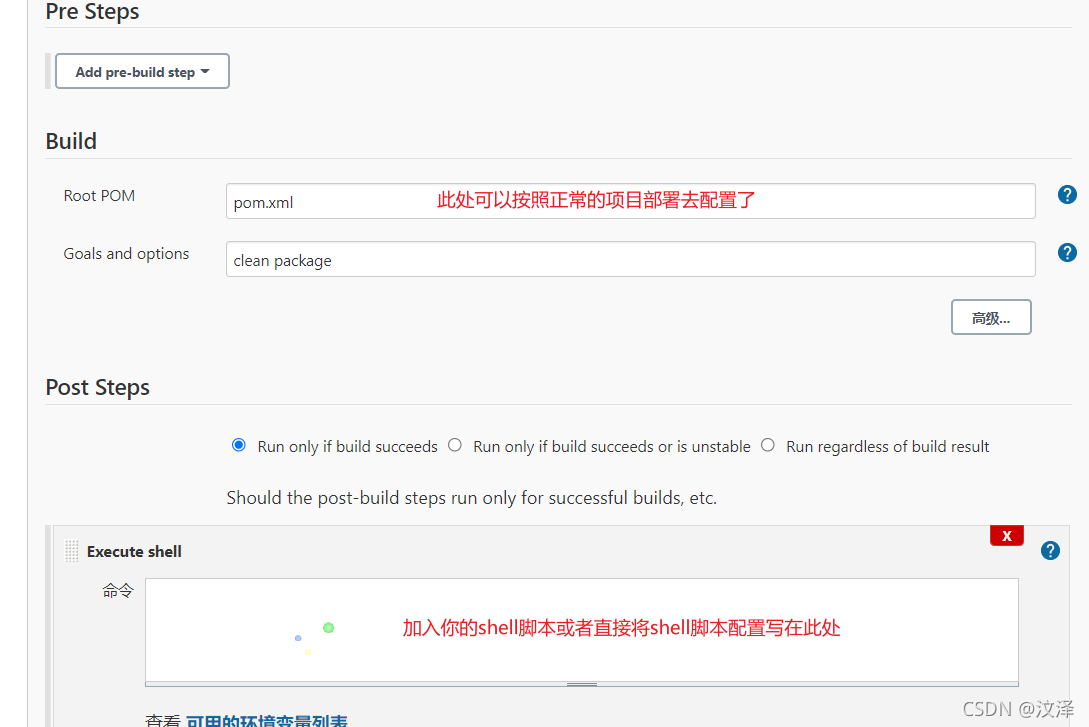 Pre Steps
Add pre-build step
Build
Root POM
pom.xml 此处可以按照正常的项目部署去配置了
Goals and options
clean package
高级...
Post Steps
Run only if build succeeds Run only if build succeeds or is unstable Run regardless of build result
Should the post-build steps run only for successful builds, etc.
X
Execute shell
命令
加入你的shell脚本或者直接将shell脚本配置写在此处
查看 可用的环境变量列表
CSDN @汶泽